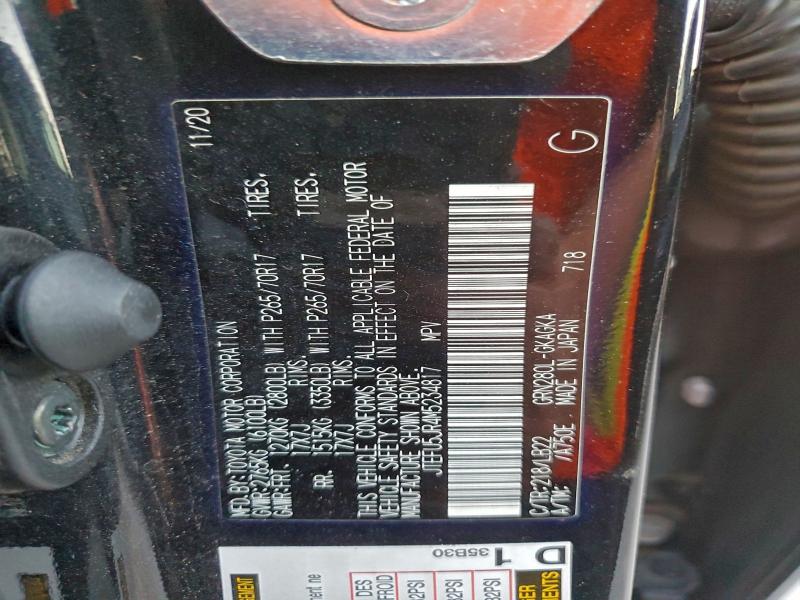 MFD.BY:TOYOTA MOTOR CORPORATION 11/20
GVWR:2765KG (6100LB)
GAWR:FRT. 1270KG (2800LB) WITH P265/70R17 TIRES.
17X7J RIMS.
RR. 1515KG (3350LB) WITH P265/70R17 TIRES.
17X7J RIMS.
THIS VEHICLE CONFORMS TO ALL APPLICABLE FEDERAL MOTOR
VEHICLE SAFETY STANDARDS IN EFFECT ON THE DATE OF
MANUFACTURE SHOWN ABOVE.
JTEFU5JR4M5234817 MPV
C/TR:218/LB22 GRN280L-GKAGKA
A/TM: /A750E MADE IN JAPAN 718 G
D 1
35B30